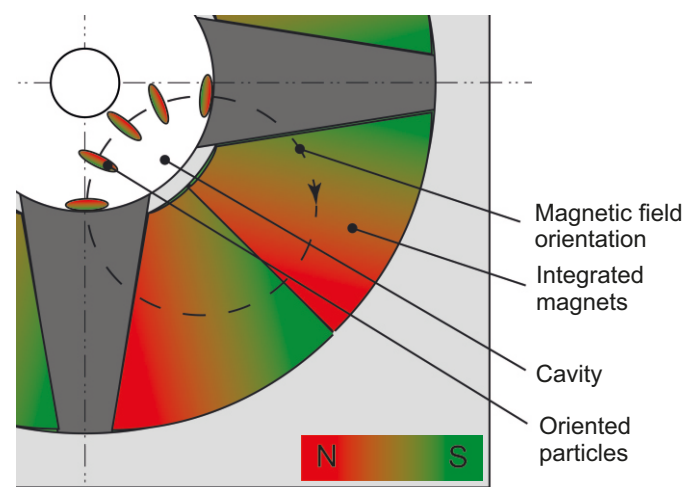 Magnetic field
orientation
Integrated
magnets
Cavity
Oriented
particles
N S